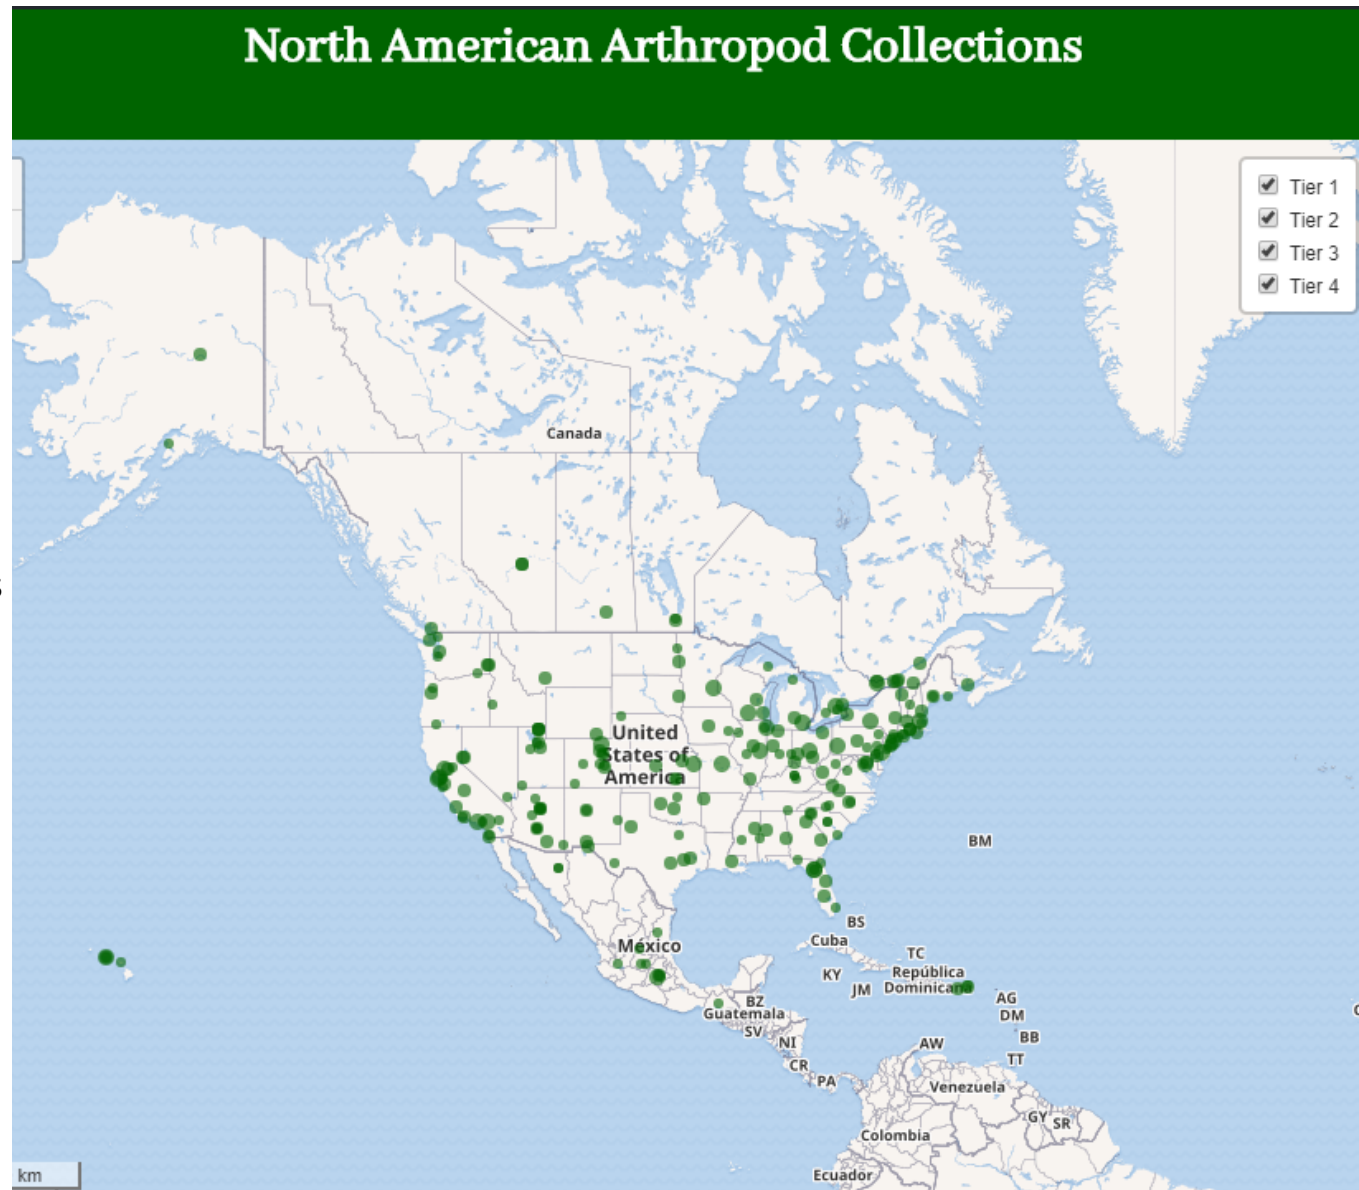 North American Arthropod Collections
Tier 1
Tier 2
Tier 3
Tier 4
Canada
United
States of
America
BM
BS
México
Cuba
TC
KY
República
JM
Dominicana
AG
BZ
DM
Guatemala
SV
BB
NI
AW
CR
TT
PA
Venezuela
GY
SR
Colombia
Ecuador
km